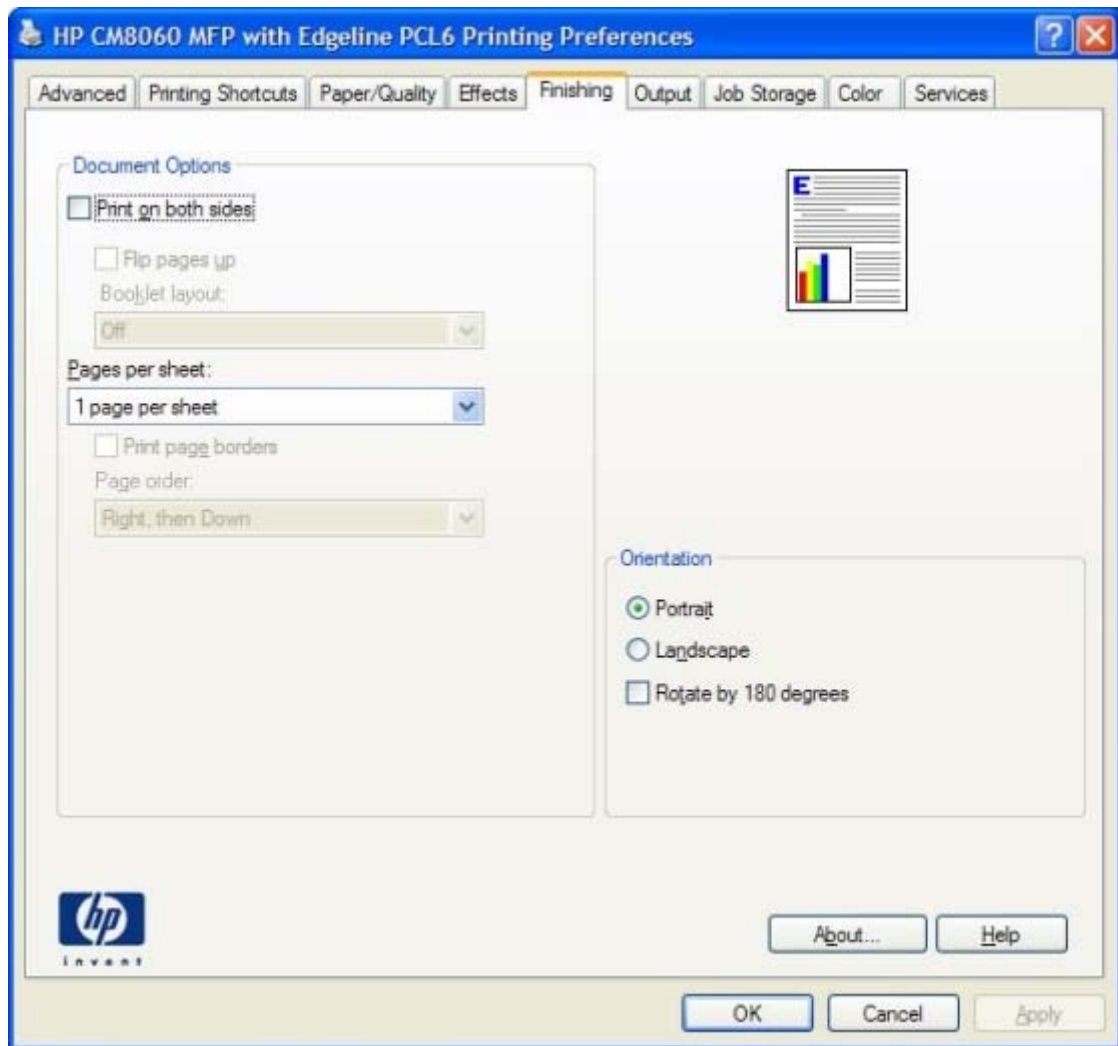 HP CM8060 MFP with Edgeline PCL6 Printing Preferences
Advanced Printing Shortcuts Paper/Quality Effects Finishing Output Job Storage Color Services
Document Options
Print on both sides
Flip pages up
Booklet layout:
Off
Pages per sheet:
1 page per sheet
Print page borders
Page order:
Right, then Down
E
Orientation
Portrait
Landscape
Rotate by 180 degrees
hp
invent
About... Help
OK Cancel Apply